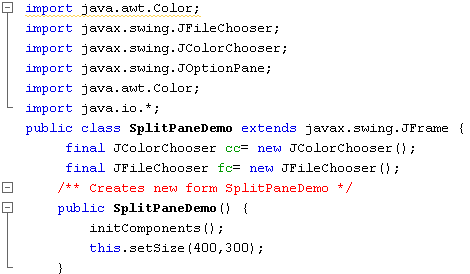 import java.awt.Color;
import javax.swing.JFileChooser;
import javax.swing.JColorChooser;
import javax.swing.JOptionPane;
import java.awt.Color;
import java.io.*;
public class SplitPaneDemo extends javax.swing.JFrame {
final JColorChooser cc= new JColorChooser();
final JFileChooser fc= new JFileChooser();
/** Creates new form SplitPaneDemo */
public SplitPaneDemo() {
initComponents();
this.setSize(400,300);
}